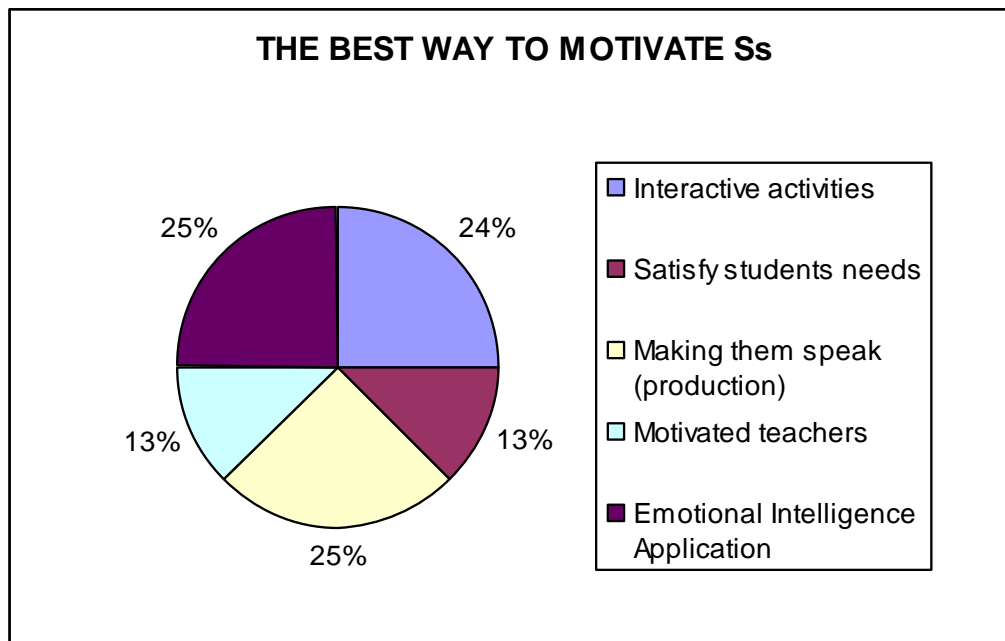 THE BEST WAY TO MOTIVATE Ss
25%
24%
13%
13%
25%
Interactive activities
Satisfy students needs
Making them speak
(production)
Motivated teachers
Emotional Intelligence
Application